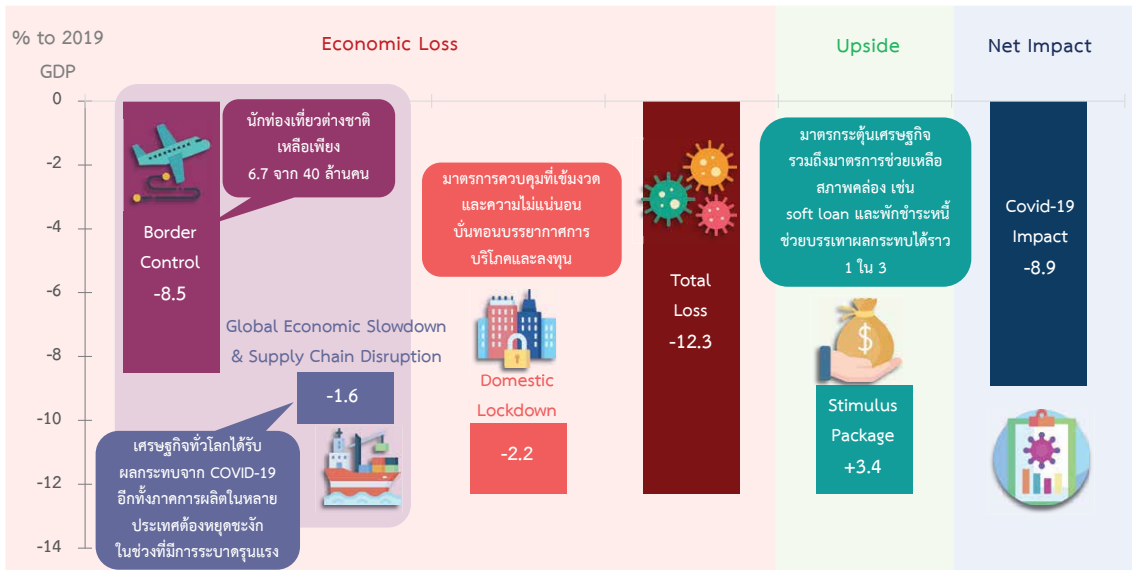 % to 2019
GDP
Economic Loss
Upside
Net Impact
0
-2
-4
-6
-8
-10
-12
-14
Border
Control
-8.5
นักท่องเที่ยวต่างชาติ
เหลือเพียง
6.7 จาก 40 ล้านคน
Global Economic Slowdown
& Supply Chain Disruption
-1.6
เศรษฐกิจทั่วโลกได้รับ
ผลกระทบจาก COVID-19
อีกทั้งภาคการผลิตในหลาย
ประเทศต้องหยุดชะงัก
ในช่วงที่มีการระบาดรุนแรง
มาตรการควบคุมที่เข้มงวด
และความไม่แน่นอน
บั่นทอนบรรยากาศการ
บริโภคและลงทุน
Domestic
Lockdown
-2.2
Total
Loss
-12.3
มาตรกระตุ้นเศรษฐกิจ
รวมถึงมาตรการช่วยเหลือ
สภาพคล่อง เช่น
soft loan และพักชำระหนี้
ช่วยบรรเทาผลกระทบได้ราว
1 ใน 3
$
Stimulus
Package
+3.4
Covid-19
Impact
-8.9